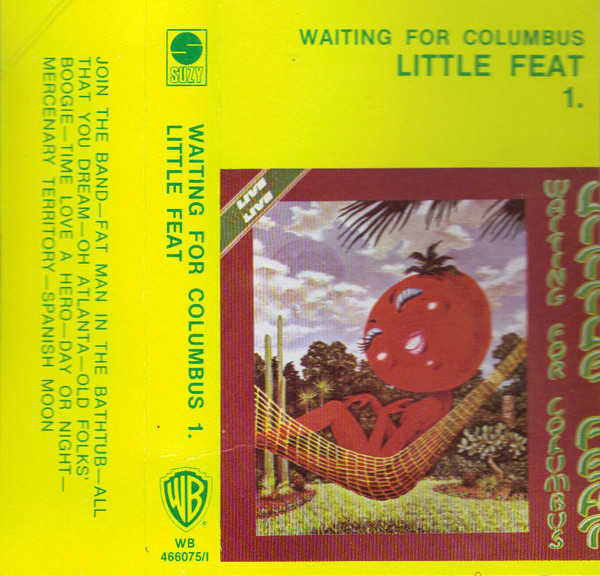 WAITING FOR COLUMBUS
LITTLE FEAT
1.
LIVE
LIVE
LITTLE FEAT
WAITING FOR COLUMBUS
SUZY
WAITING FOR COLUMBUS 1.
LITTLE FEAT
WB
WB
466075/I
JOIN THE BAND—FAT MAN IN THE BATHTUB—ALL
THAT YOU DREAM—OH ATLANTA—OLD FOLKS'
BOOGIE—TIME LOVE A HERO—DAY OR NIGHT—
MERCENARY TERRITORY—SPANISH MOON